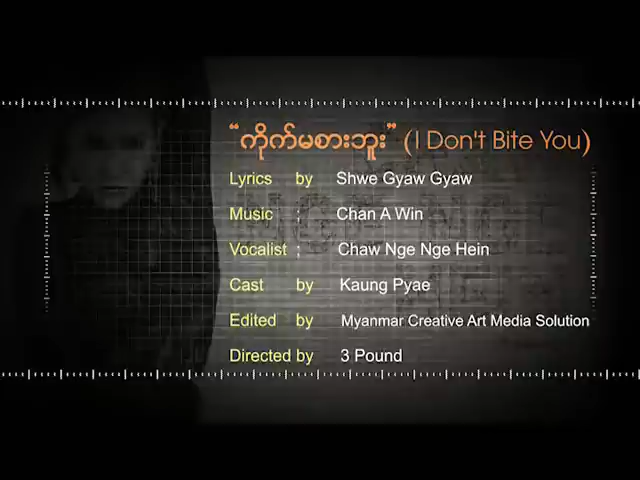 “ကိုက်မစားဘူး” (I Don't Bite You)
Lyrics by Shwe Gyaw Gyaw
Music ; Chan A Win
Vocalist ; Chaw Nge Nge Hein
Cast by Kaung Pyae
Edited by Myanmar Creative Art Media Solution
Directed by 3 Pound